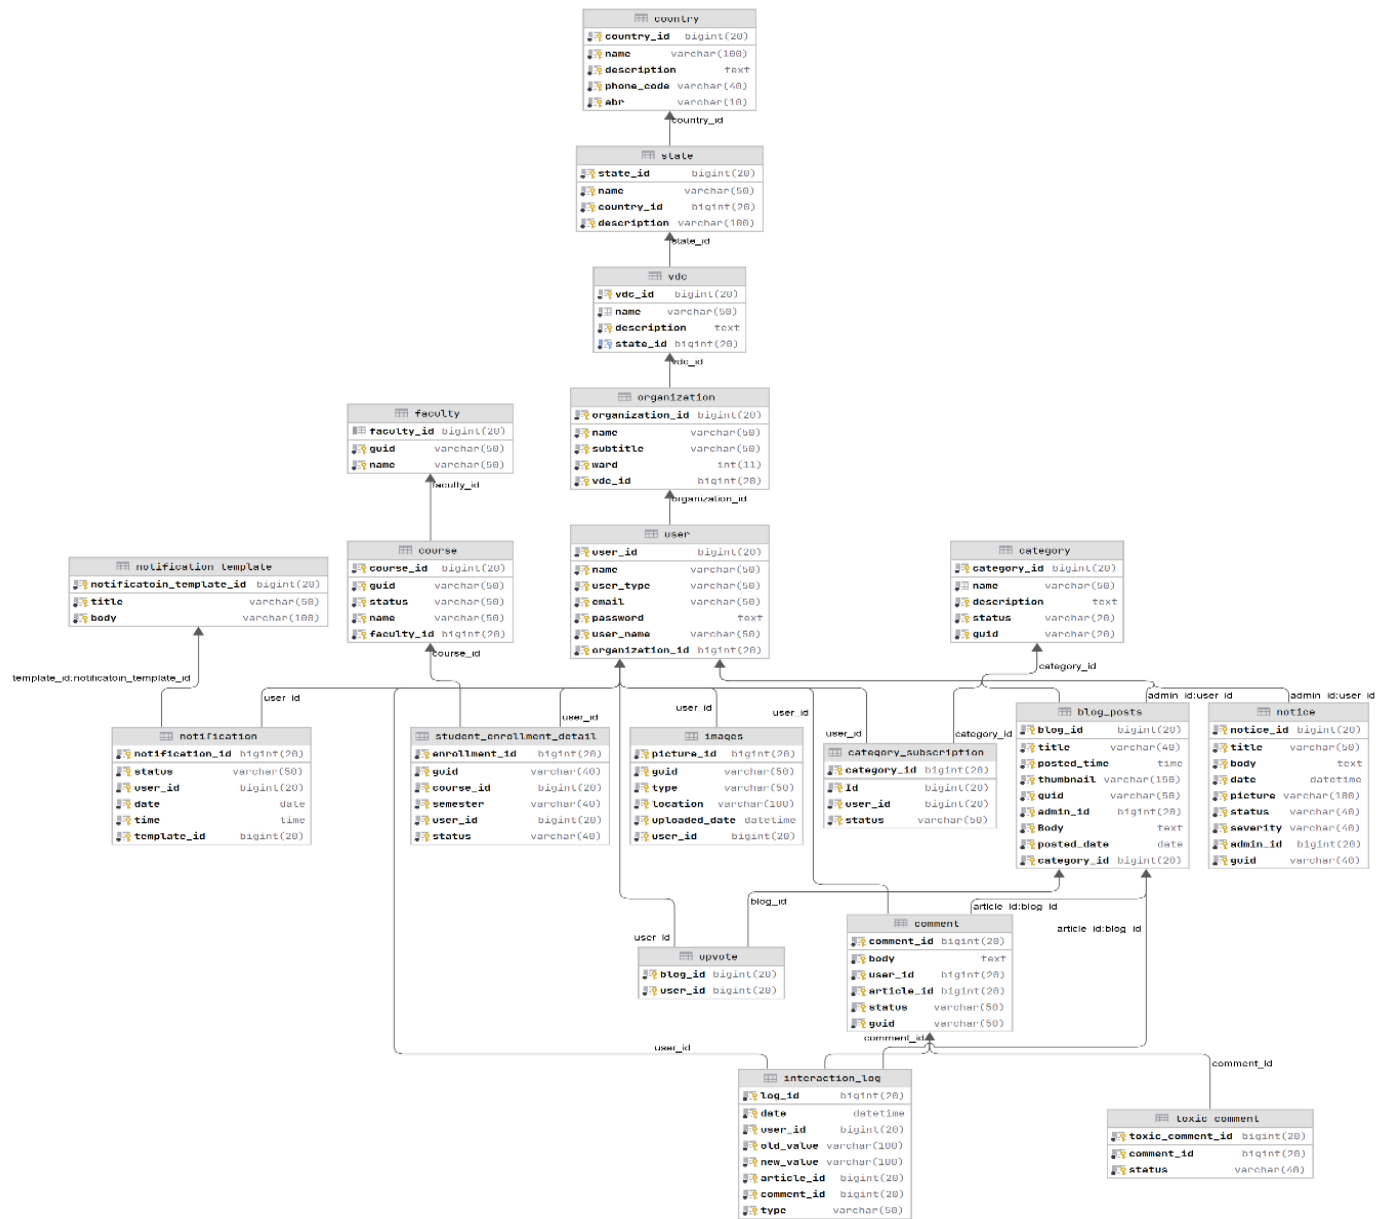 country
country_id bigint(20)
name varchar(100)
description text
phone_code varchar(40)
abr varchar(10)
country_id
state
state_id bigint(20)
name varchar(50)
country_id bigint(20)
description varchar(100)
state_id
vdc
vdc_id bigint(20)
name varchar(50)
description text
state_id bigint(20)
vdc_id
organization
organization_id bigint(20)
name varchar(50)
subtitle varchar(50)
ward int(11)
vdc_id bigint(20)
organization_id
faculty
faculty_id bigint(20)
guid varchar(50)
name varchar(50)
faculty_id
user
user_id bigint(20)
name varchar(50)
user_type varchar(50)
email varchar(50)
password text
user_name varchar(50)
organization_id bigint(20)
course
course_id bigint(20)
guid varchar(50)
status varchar(50)
name varchar(50)
faculty_id bigint(20)
course_id
category
category_id bigint(20)
name varchar(50)
description text
status varchar(20)
guid varchar(20)
category_id
notification_template
notificatoin_template_id bigint(20)
title varchar(50)
body varchar(100)
template_id:notificatoin_template_id
user_id
user_id
user_id
user_id
user_id
category_id
admin_id:user_id
admin_id:user_id
notification
notification_id bigint(20)
status varchar(50)
user_id bigint(20)
date date
time time
template_id bigint(20)
student_enrollment_detail
enrollment_id bigint(20)
guid varchar(40)
course_id bigint(20)
semester varchar(40)
user_id bigint(20)
status varchar(40)
images
picture_id bigint(20)
guid varchar(50)
type varchar(50)
location varchar(100)
uploaded_date datetime
user_id bigint(20)
category_subscription
category_id bigint(20)
Id bigint(20)
user_id bigint(20)
status varchar(50)
blog_posts
blog_id bigint(20)
title varchar(40)
posted_time time
thumbnail varchar(150)
guid varchar(50)
admin_id bigint(20)
Body text
posted_date date
category_id bigint(20)
notice
notice_id bigint(20)
title varchar(50)
body text
date datetime
picture varchar(100)
status varchar(40)
severity varchar(40)
admin_id bigint(20)
guid varchar(40)
blog_id
article_id:blog_id
article_id:blog_id
user_id
upvote
blog_id bigint(20)
user_id bigint(20)
comment
comment_id bigint(20)
body text
user_id bigint(20)
article_id bigint(20)
status varchar(50)
guid varchar(50)
comment_id
user_id
comment_id
interaction_log
log_id bigint(20)
date datetime
user_id bigint(20)
old_value varchar(100)
new_value varchar(100)
article_id bigint(20)
comment_id bigint(20)
type varchar(50)
toxic_comment
toxic_comment_id bigint(20)
comment_id bigint(20)
status varchar(40)